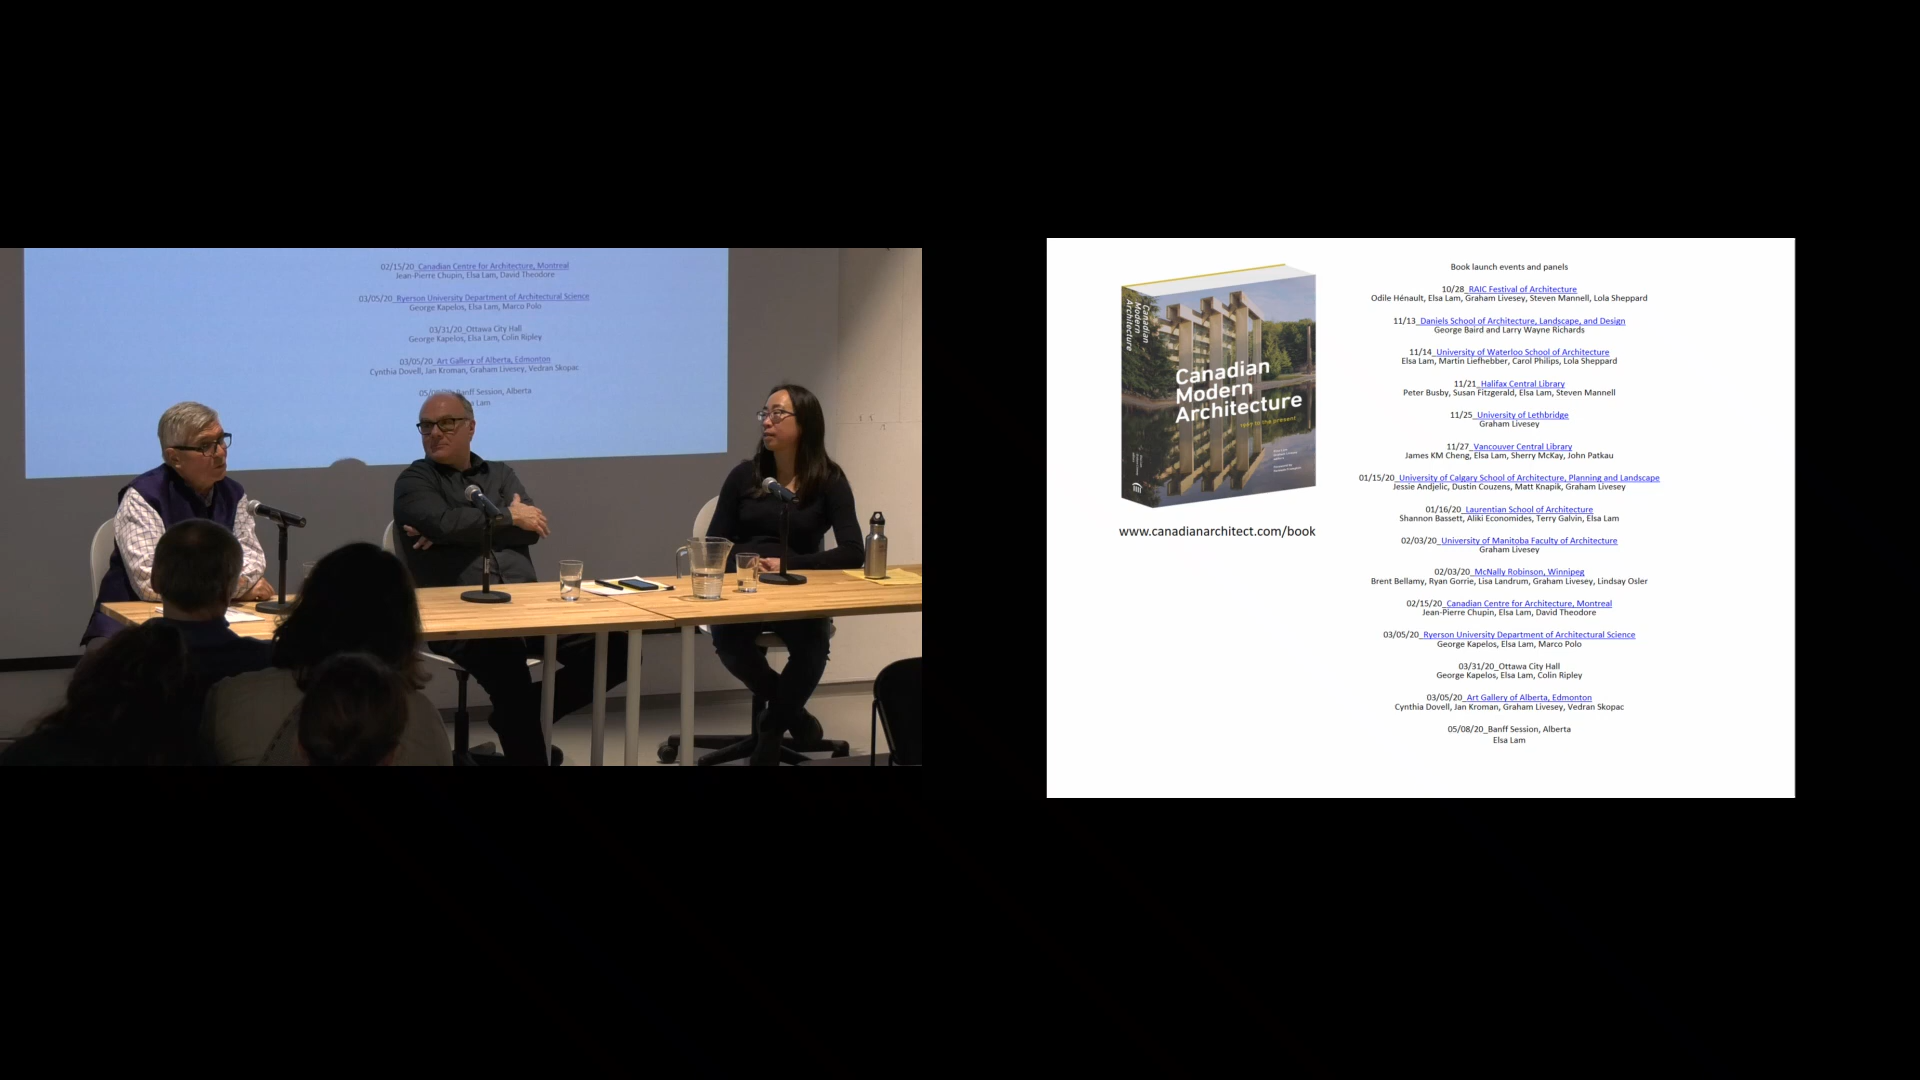 02/15/20_Canadian Centre for Architecture, Montreal
Jean-Pierre Chupin, Elsa Lam, David Theodore
03/05/20_Ryerson University Department of Architectural Science
George Kapelos, Elsa Lam, Marco Polo
03/31/20_Ottawa City Hall
George Kapelos, Elsa Lam, Colin Ripley
03/05/20_Art Gallery of Alberta, Edmonton
Cynthia Dovell, Jan Kroman, Graham Livesey, Vedran Skopac
Banff Session, Alberta
Lam
Canadian
Modern
Architecture
Canadian
Modern
Architecture
1967 to the present
www.canadianarchitect.com/book
Book launch events and panels
10/28_RAIC Festival of Architecture
Odile Hénault, Elsa Lam, Graham Livesey, Steven Mannell, Lola Sheppard
11/13_Daniels School of Architecture, Landscape, and Design
George Baird and Larry Wayne Richards
11/14_University of Waterloo School of Architecture
Elsa Lam, Martin Liefhebber, Carol Philips, Lola Sheppard
11/21_Halifax Central Library
Peter Busby, Susan Fitzgerald, Elsa Lam, Steven Mannell
11/25_University of Lethbridge
Graham Livesey
11/27_Vancouver Central Library
James KM Cheng, Elsa Lam, Sherry McKay, John Patkau
01/15/20_University of Calgary School of Architecture, Planning and Landscape
Jessie Andjelic, Dustin Couzens, Matt Knapik, Graham Livesey
01/16/20_Laurentian School of Architecture
Shannon Bassett, Aliki Economides, Terry Galvin, Elsa Lam
02/03/20_University of Manitoba Faculty of Architecture
Graham Livesey
02/03/20_McNally Robinson, Winnipeg
Brent Bellamy, Ryan Gorrie, Lisa Landrum, Graham Livesey, Lindsay Osler
02/15/20_Canadian Centre for Architecture, Montreal
Jean-Pierre Chupin, Elsa Lam, David Theodore
03/05/20_Ryerson University Department of Architectural Science
George Kapelos, Elsa Lam, Marco Polo
03/31/20_Ottawa City Hall
George Kapelos, Elsa Lam, Colin Ripley
03/05/20_Art Gallery of Alberta, Edmonton
Cynthia Dovell, Jan Kroman, Graham Livesey, Vedran Skopac
05/08/20_Banff Session, Alberta
Elsa Lam